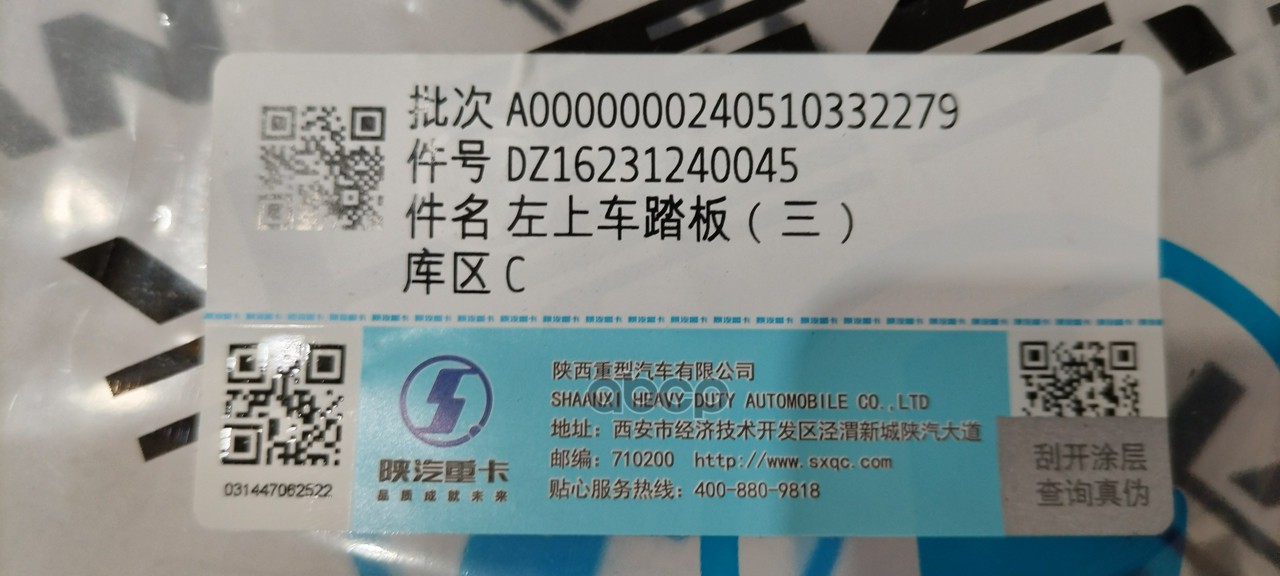 批次 A0000000240510332279
件号 DZ16231240045
件名 左上车踏板（三）
库区 C
031447062522
陕汽重卡
品质成就未来
陕西重型汽车有限公司
SHAANXI HEAVY DUTY AUTOMOBILE CO.,LTD
地址：西安市经济技术开发区泾渭新城陕汽大道
邮编：710200 http://www.sxqc.com
贴心服务热线：400-880-9818
刮开涂层
查询真伪
abcp